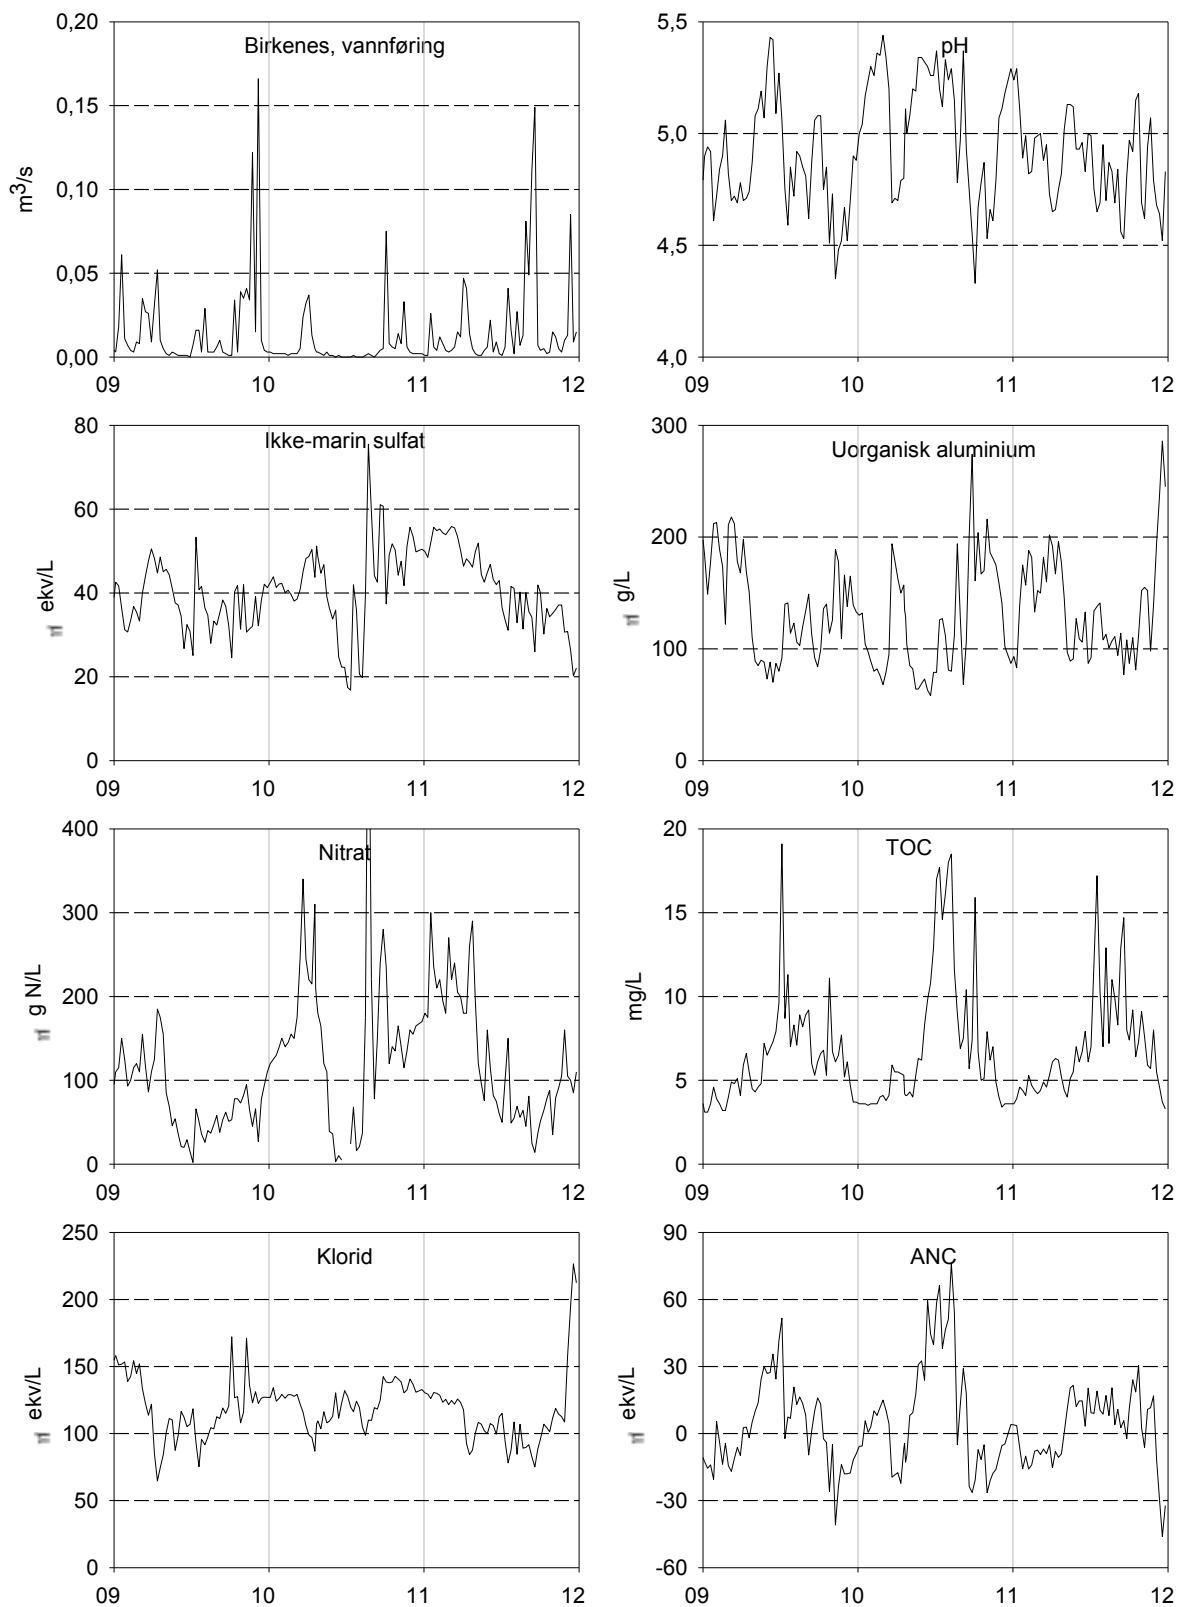 Birkenes, vannføring
m3/s
0,20
0,15
0,10
0,05
0,00
09 10 11 12
pH
5,5
5,0
4,5
4,0
09 10 11 12
Ikke-marin sulfat
ekv/L
80
60
40
20
0
09 10 11 12
Uorganisk aluminium
g/L
300
200
100
0
09 10 11 12
Nitrat
g N/L
400
300
200
100
0
09 10 11 12
TOC
mg/L
20
15
10
5
0
09 10 11 12
Klorid
ekv/L
250
200
150
100
50
0
09 10 11 12
ANC
ekv/L
90
60
30
0
-30
-60
09 10 11 12